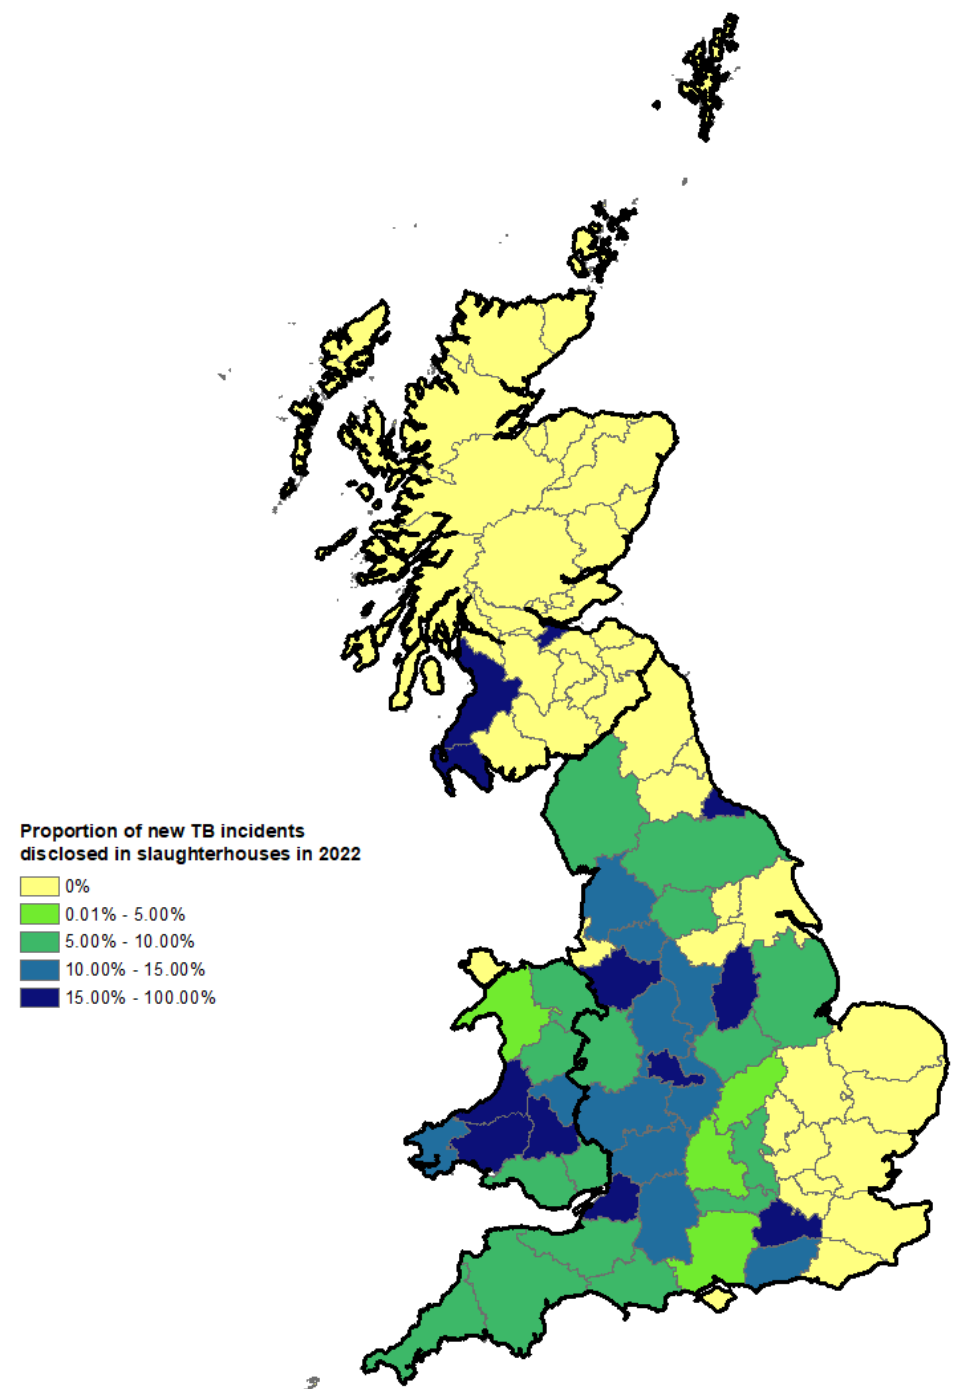 Proportion of new TB incidents
disclosed in slaughterhouses in 2022
0%
0.01% - 5.00%
5.00% - 10.00%
10.00% - 15.00%
15.00% - 100.00%